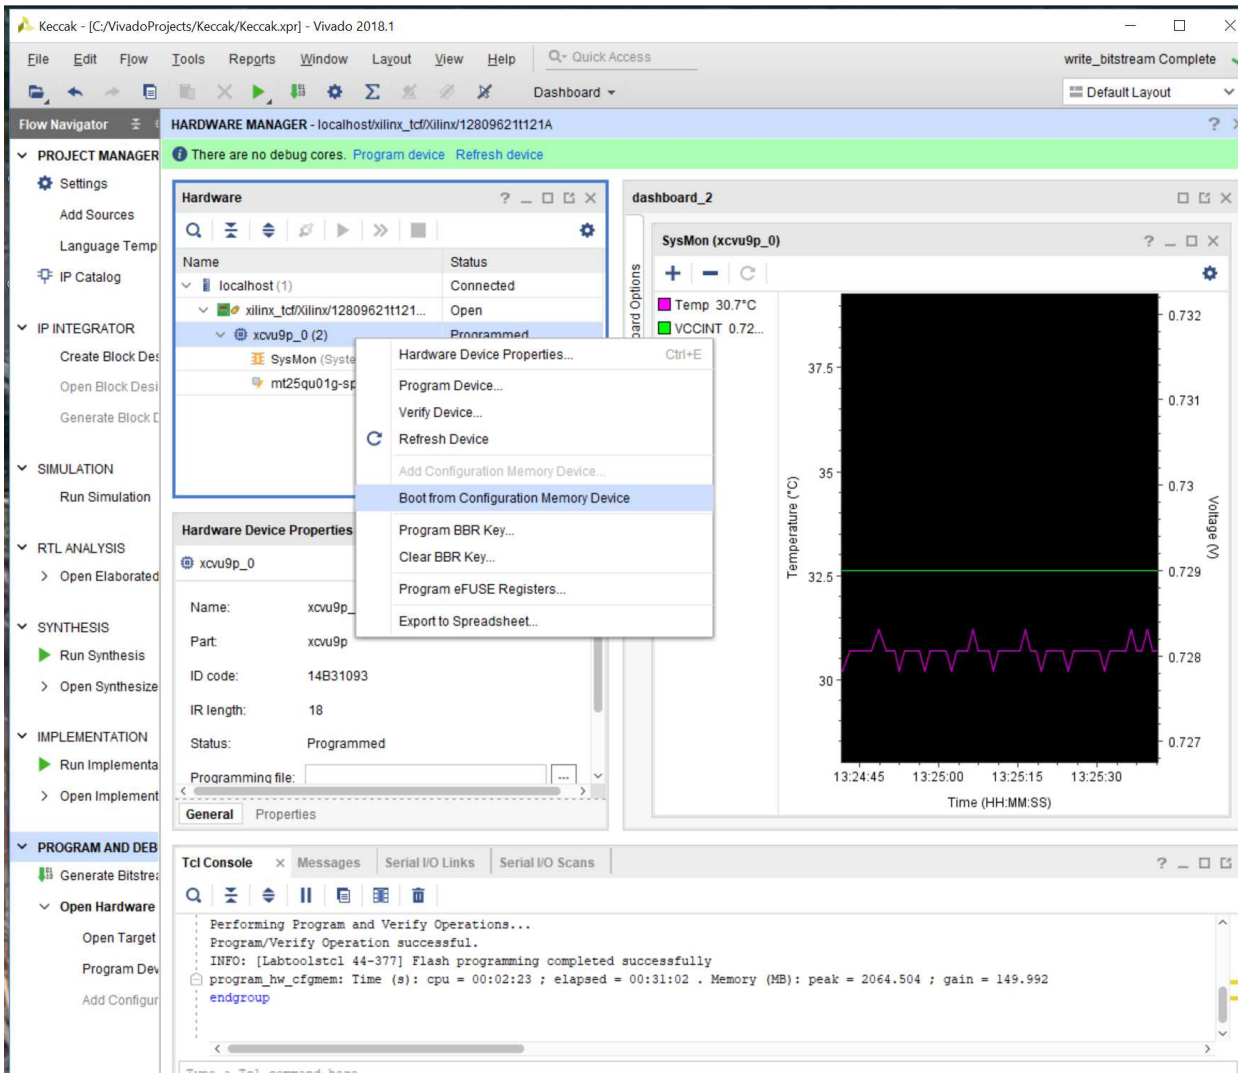 Keccak - [C:/VivadoProjects/Keccak/Keccak.xpr] - Vivado 2018.1
File Edit Flow Tools Reports Window Layout View Help Quick Access
write_bitstream Complete
Dashboard
Default Layout
Flow Navigator
HARDWARE MANAGER - localhost/xilinx_tcf/Xilinx/12809621t121A
There are no debug cores. Program device Refresh device
PROJECT MANAGER
Settings
Add Sources
Language Temp
IP Catalog
IP INTEGRATOR
Create Block Des
Open Block Desi
Generate Block D
SIMULATION
Run Simulation
RTL ANALYSIS
Open Elaborated
SYNTHESIS
Run Synthesis
Open Synthesize
IMPLEMENTATION
Run Implementa
Open Implement
PROGRAM AND DEB
Generate Bitstrea
Open Hardware
Open Target
Program Dev
Add Configur
Hardware
Name Status
localhost (1) Connected
xilinx_tcf/Xilinx/12809621t121... Open
xcvu9p_0 (2) Programmed
SysMon (Syste
mt25qu01g-sp
Hardware Device Properties... Ctrl+E
Program Device...
Verify Device...
Refresh Device
Add Configuration Memory Device...
Boot from Configuration Memory Device
Program BBR Key...
Clear BBR Key...
Program eFUSE Registers...
Export to Spreadsheet...
Hardware Device Properties
xcvu9p_0
Name: xcvu9p_
Part: xcvu9p
ID code: 14B31093
IR length: 18
Status: Programmed
Programming file:
General Properties
dashboard_2
ard Options
SysMon (xcvu9p_0)
Temp 30.7°C
VCCINT 0.72...
Temperature (°C)
37.5
35
32.5
30
0.732
0.731
0.73
0.729
0.728
0.727
Voltage (V)
13:24:45 13:25:00 13:25:15 13:25:30
Time (HH:MM:SS)
Tcl Console Messages Serial I/O Links Serial I/O Scans
Performing Program and Verify Operations...
Program/Verify Operation successful.
INFO: [Labtoolstcl 44-377] Flash programming completed successfully
program_hw_cfgmem: Time (s): cpu = 00:02:23 ; elapsed = 00:31:02 . Memory (MB): peak = 2064.504 ; gain = 149.992
endgroup
Type a Tcl command here